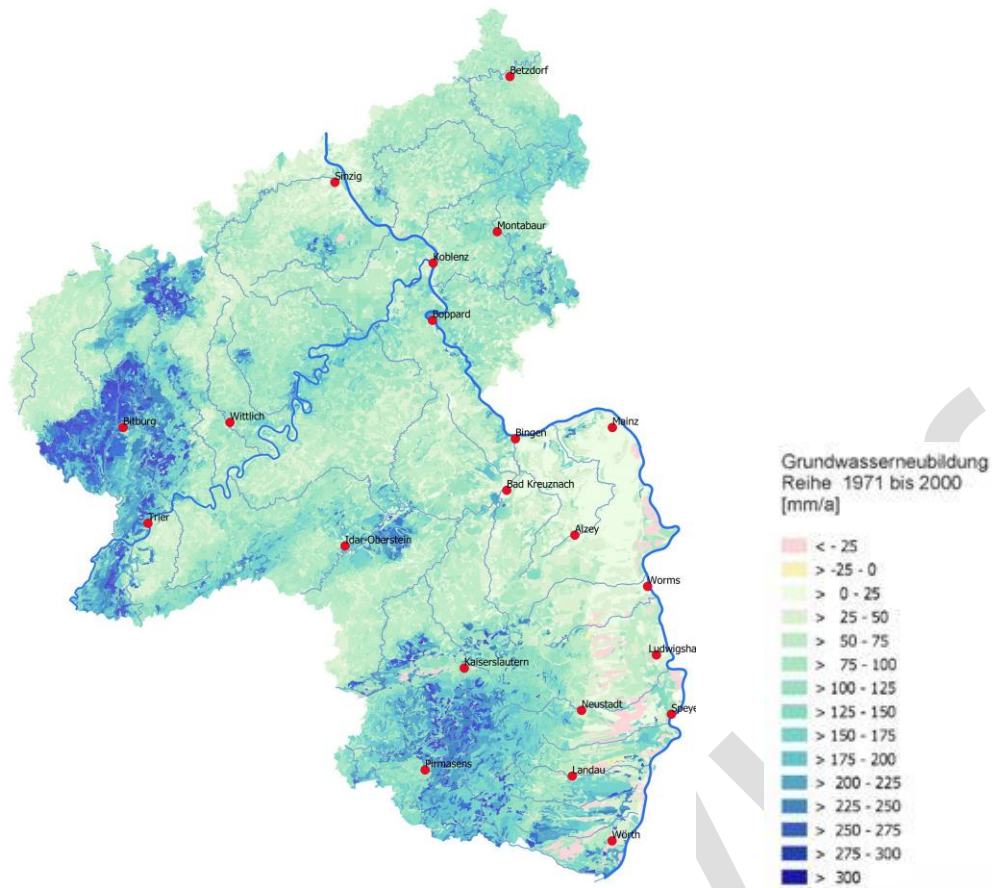 Betzdorf
Sinzig
Montabaur
Koblenz
Boppard
Bitburg
Wittlich
Bingen
Mainz
Bad Kreuznach
Trier
Idar-Oberstein
Alzey
Worms
Ludwigsha
Kaiserslautern
Neustadt
Speye
Pirmasens
Landau
Wörth
Grundwasserneubildung
Reihe 1971 bis 2000
[mm/a]
< - 25
> -25 - 0
> 0 - 25
> 25 - 50
> 50 - 75
> 75 - 100
> 100 - 125
> 125 - 150
> 150 - 175
> 175 - 200
> 200 - 225
> 225 - 250
> 250 - 275
> 275 - 300
> 300